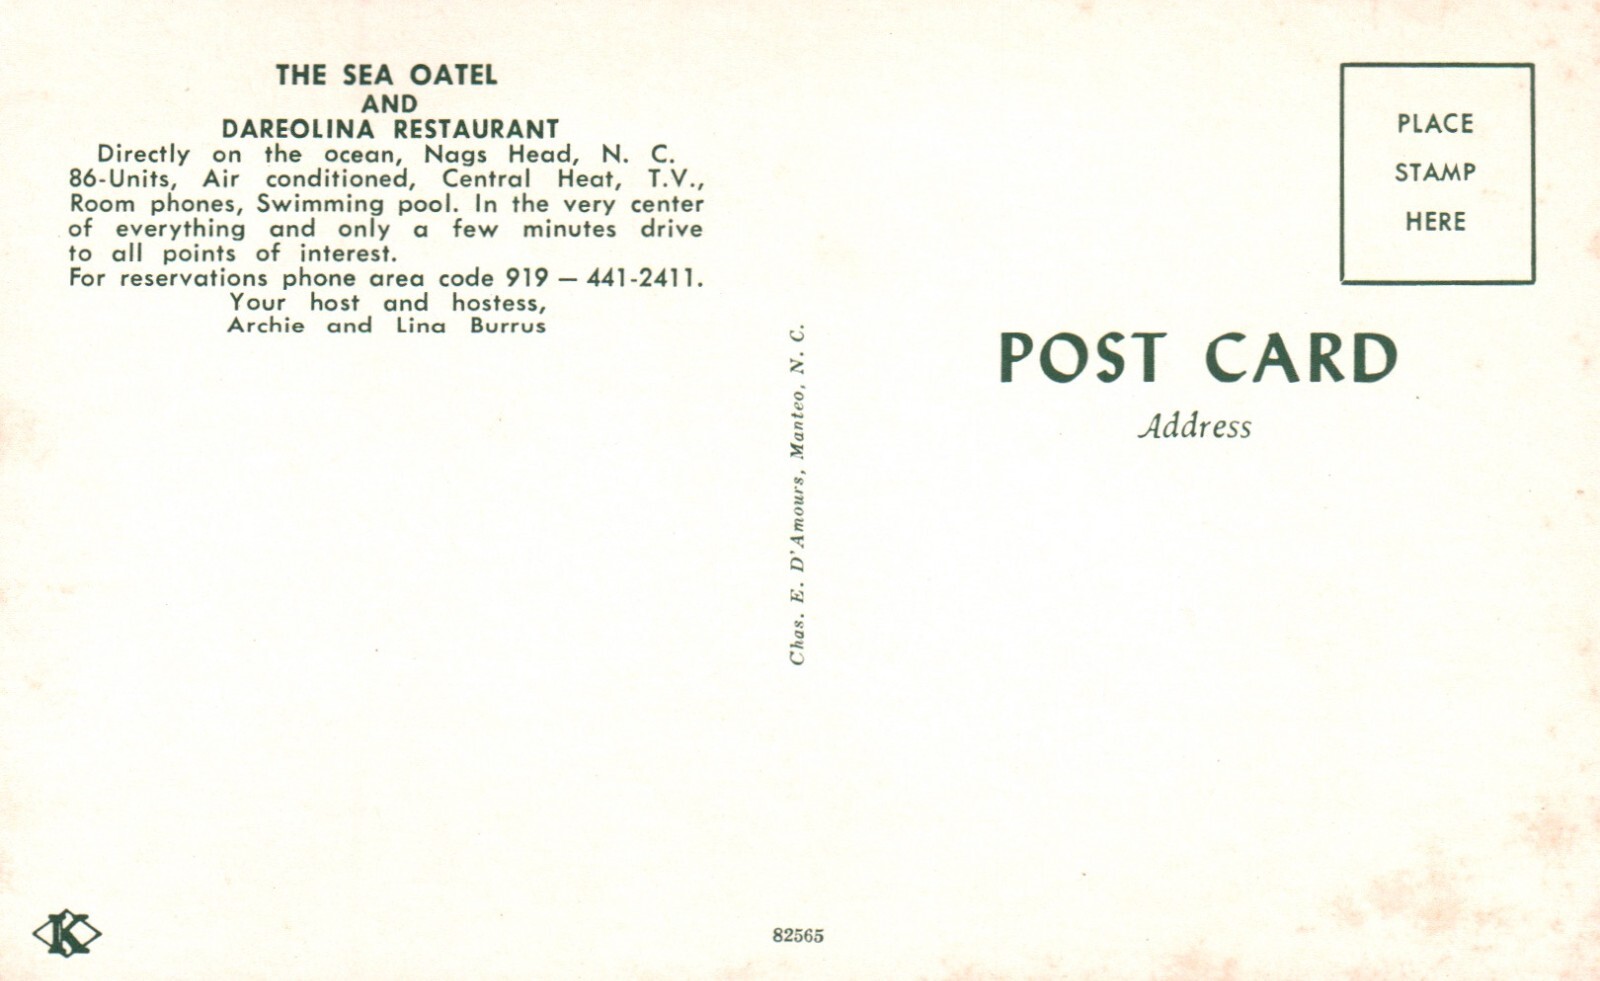 THE SEA OATEL
AND
DAREOLINA RESTAURANT
Directly on the ocean, Nags Head, N. C.
86-Units, Air conditioned, Central Heat, T.V.,
Room phones, Swimming pool. In the very center
of everything and only a few minutes drive
to all points of interest.
For reservations phone area code 919 — 441-2411.
Your host and hostess,
Archie and Lina Burrus
Chas. E. D'Amours, Manteo, N. C.
PLACE
STAMP
HERE
POST CARD
Address
K
82565